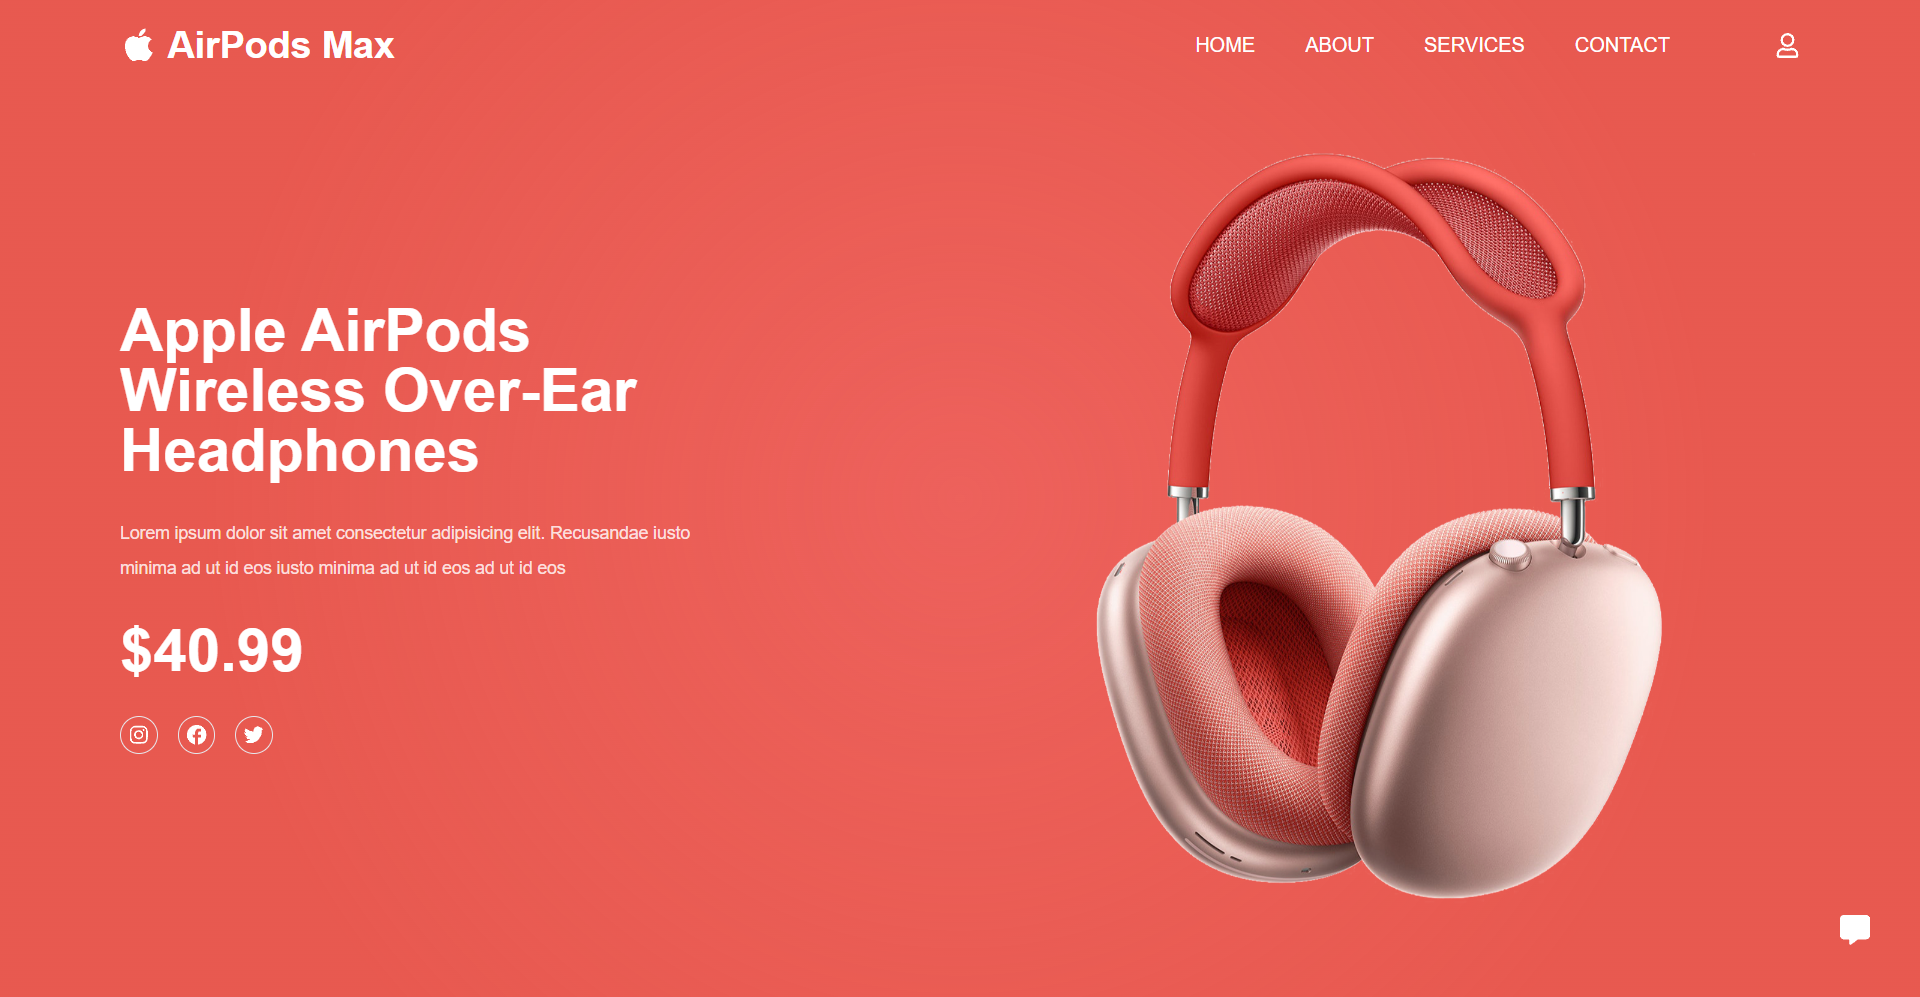 AirPods Max
HOME ABOUT SERVICES CONTACT
Apple AirPods
Wireless Over-Ear
Headphones
Lorem ipsum dolor sit amet consectetur adipisicing elit. Recusandae iusto
minima ad ut id eos iusto minima ad ut id eos ad ut id eos
$40.99